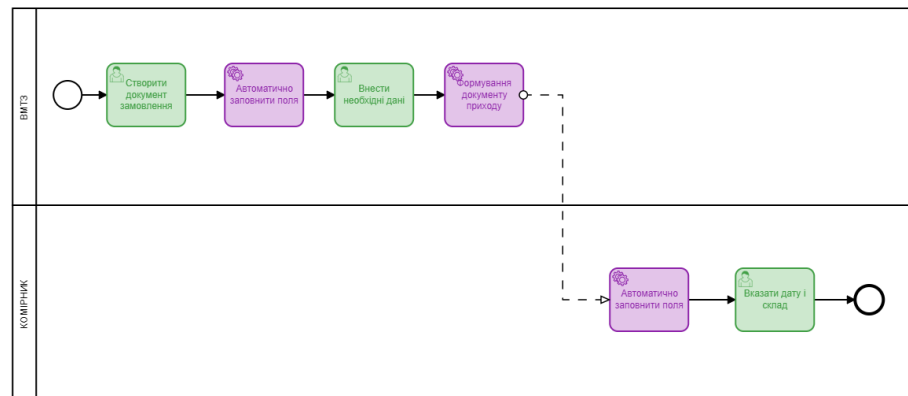 ВМТЗ
Створити
документ
замовлення
Автоматично
заповнити поля
Внести
необхідні дані
Формування
документу
приходу
КОМІРНИК
Автоматично
заповнити поля
Вказати дату і
склад